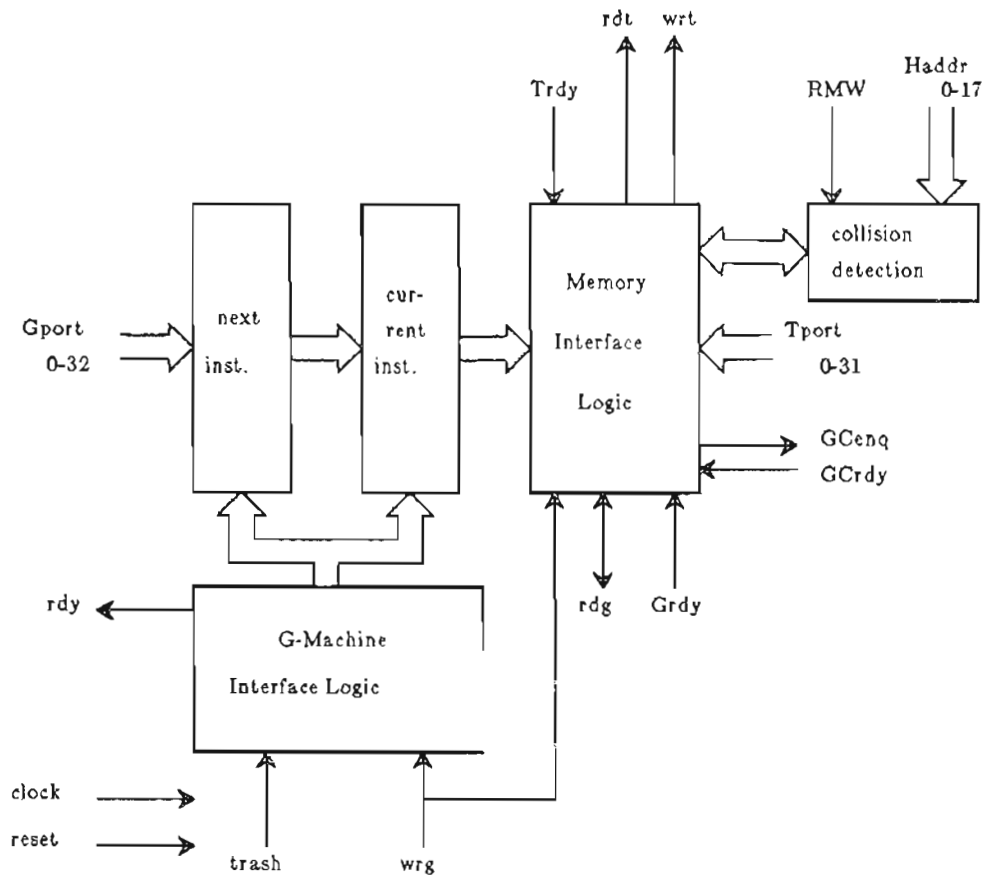 rdt wrt
Haddr
0-17
Trdy
RMW
collision
detection
Memory
Interface
Logic
cur-
rent
inst.
next
inst.
Gport
0-32
Tport
0-31
GCenq
GCrdy
rdy
rdg
Grdy
G-Machine
Interface Logic
clock
reset
trash
wrg